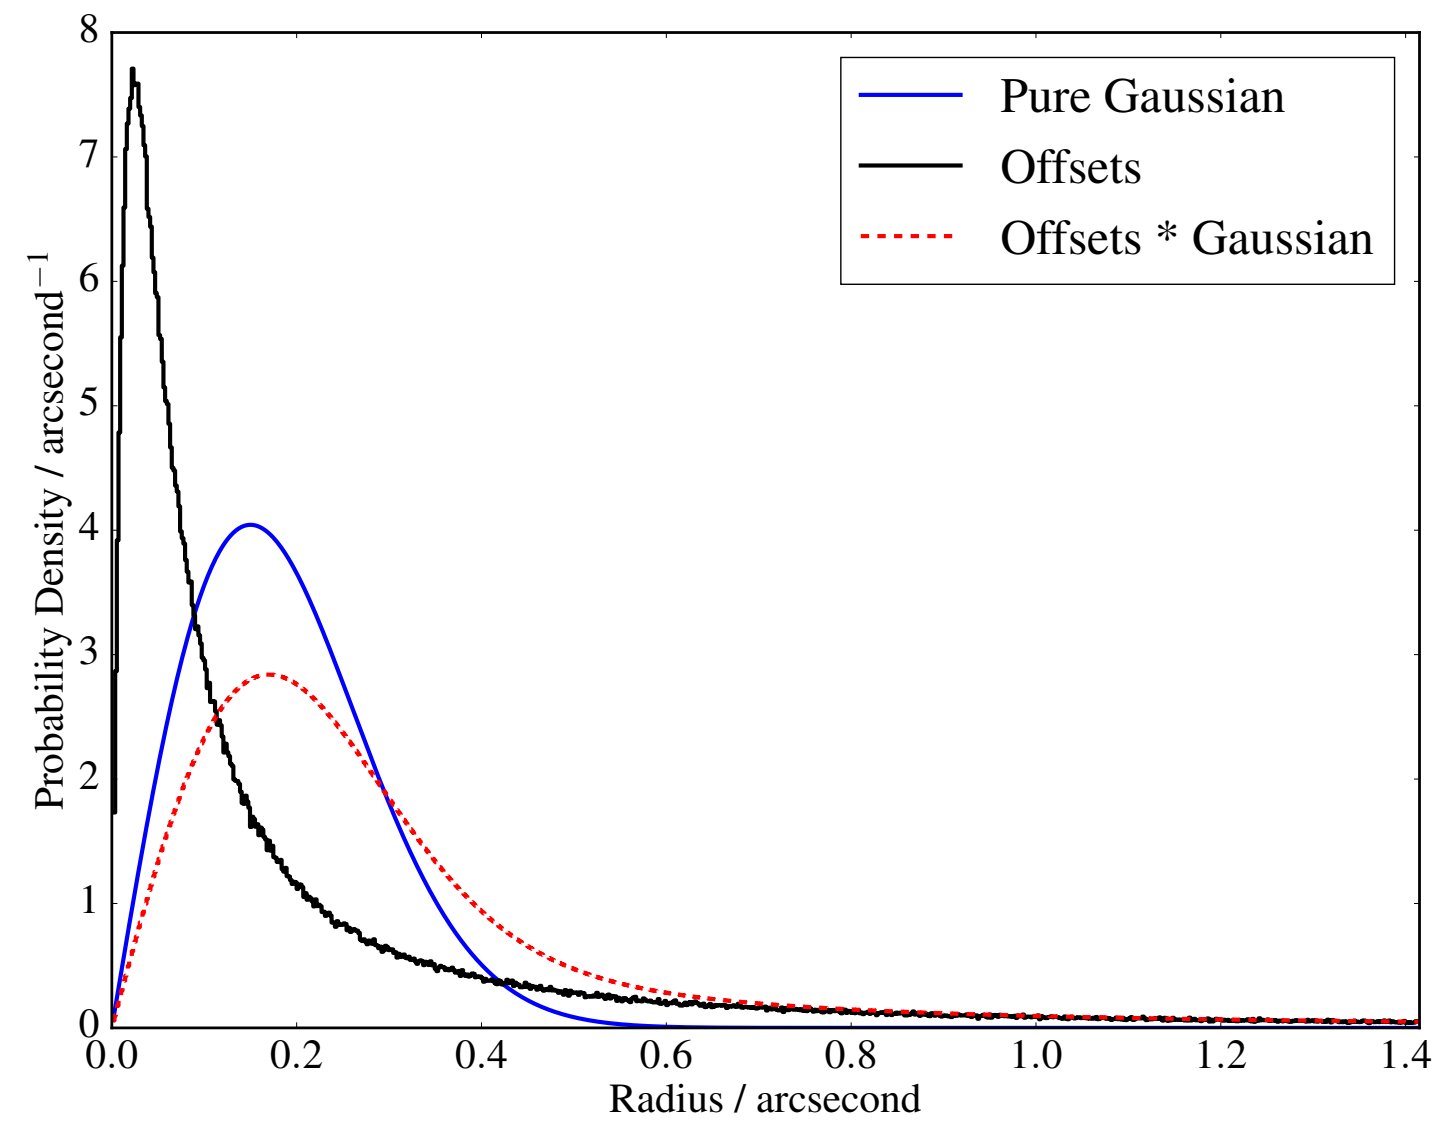 8
7
6
5
4
3
2
1
0
Probability Density / arcsecond⁻¹
Pure Gaussian
Offsets
Offsets * Gaussian
0.0 0.2 0.4 0.6 0.8 1.0 1.2 1.4
Radius / arcsecond